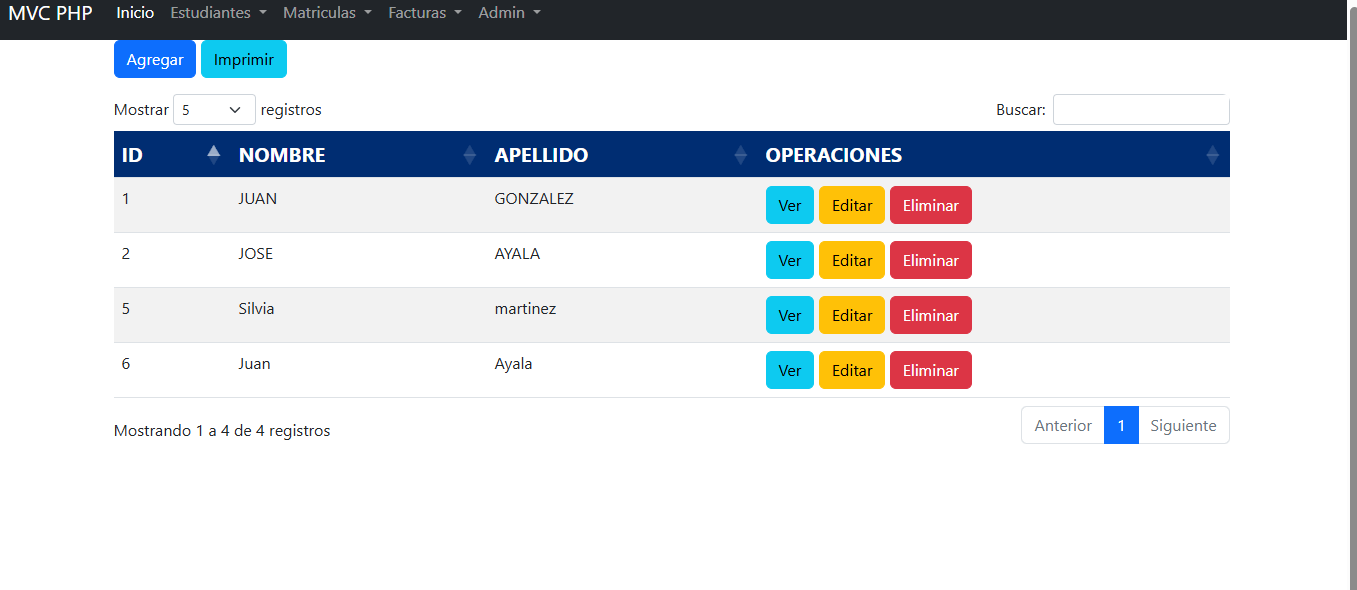 MVC PHP Inicio Estudiantes Matriculas Facturas Admin
Agregar Imprimir
Mostrar 5 registros Buscar:
ID NOMBRE APELLIDO OPERACIONES
1 JUAN GONZALEZ Ver Editar Eliminar
2 JOSE AYALA Ver Editar Eliminar
5 Silvia martinez Ver Editar Eliminar
6 Juan Ayala Ver Editar Eliminar
Mostrando 1 a 4 de 4 registros Anterior 1 Siguiente